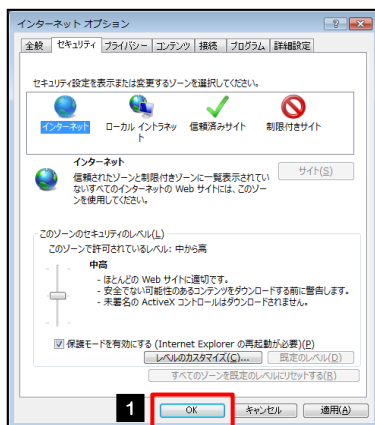 インターネット オプション
全般 セキュリティ プライバシー コンテンツ 接続 プログラム 詳細設定
セキュリティ設定を表示または変更するゾーンを選択してください。
インターネット ローカル イントラネッ
ト 信頼済みサイト 制限付きサイト
インターネット
信頼されたゾーンと制限付きゾーンに一覧表示されてい
ないすべてのインターネットの Web サイトには、このゾー
ンを使用してください。
サイト(S)
このゾーンのセキュリティのレベル(L)
このゾーンで許可されているレベル: 中から高
中高
- ほとんどの Web サイトに適切です。
- 安全でない可能性のあるコンテンツをダウンロードする前に警告します。
- 未署名の ActiveX コントロールはダウンロードされません。
保護モードを有効にする (Internet Explorer の再起動が必要)(P)
レベルのカスタマイズ(C)... 既定のレベル(D)
すべてのゾーンを既定のレベルにリセットする(R)
1 OK キャンセル 適用(A)